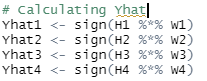 # Calculating Yhat
Yhat1 <- sign(H1 %*% W1)
Yhat2 <- sign(H2 %*% W2)
Yhat3 <- sign(H3 %*% W3)
Yhat4 <- sign(H4 %*% W4)